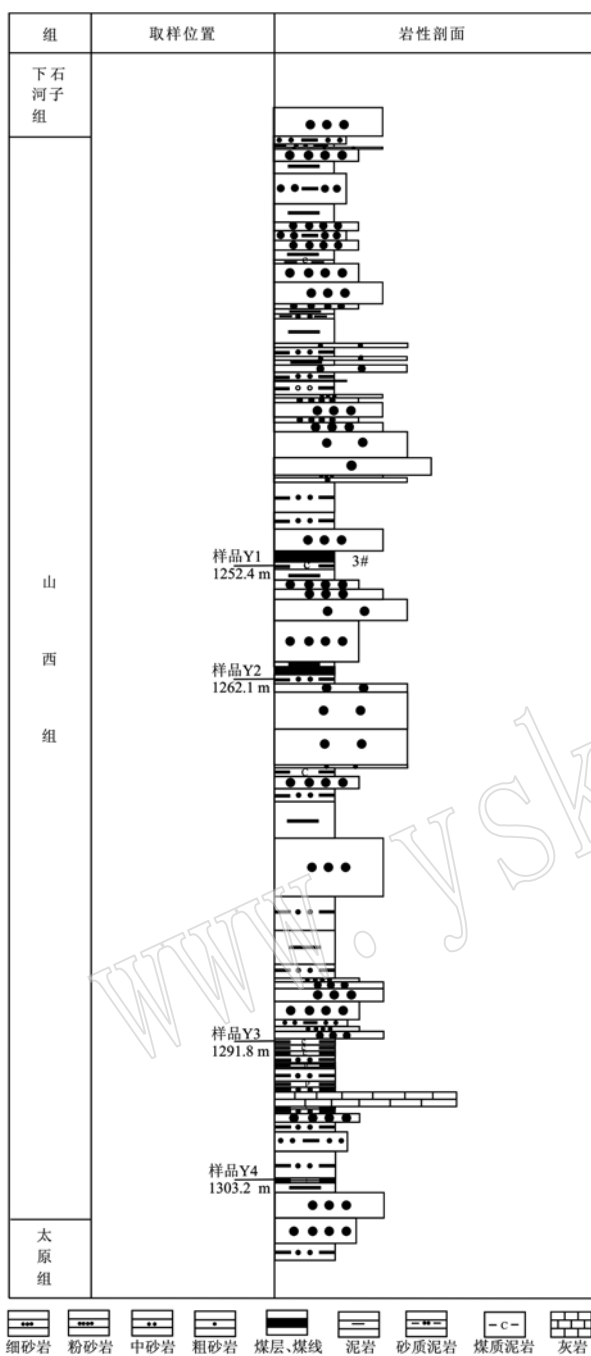 组 取样位置 岩性剖面
下石
河子
组
样品Y1
1252.4 m
3#
C
山
西
组
样品Y2
1262.1 m
C
样品Y3
1291.8 m
样品Y4
1303.2 m
太
原
组
www.ysk
C
细砂岩 粉砂岩 中砂岩 粗砂岩 煤层、煤线 泥岩 砂质泥岩 煤质泥岩 灰岩